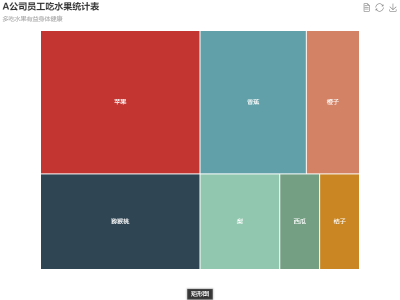 A公司员工吃水果统计表
多吃水果有益身体健康
苹果
香蕉
橙子
猕猴桃
梨
西瓜
桔子
矩形图